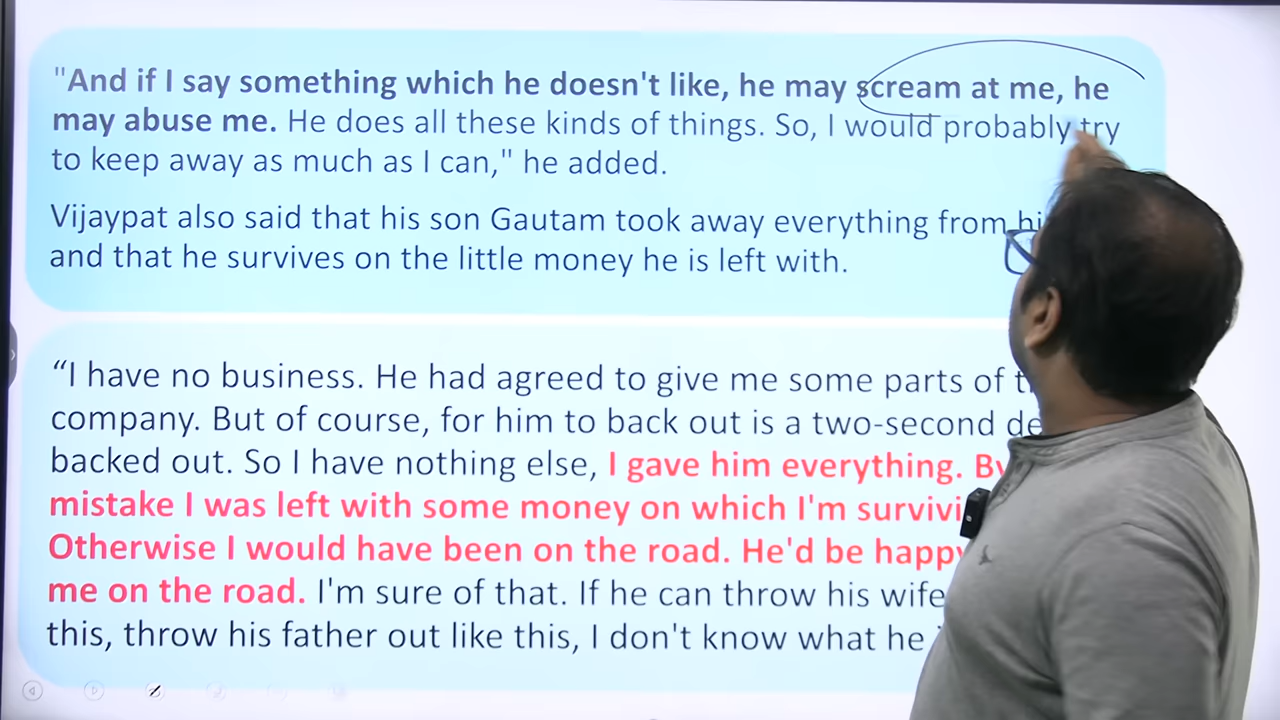 "And if I say something which he doesn't like, he may scream at me, he
may abuse me. He does all these kinds of things. So, I would probably try
to keep away as much as I can," he added.
Vijaypat also said that his son Gautam took away everything from
and that he survives on the little money he is left with.
“I have no business. He had agreed to give me some parts of
company. But of course, for him to back out is a two-second
backed out. So I have nothing else, I gave him everything. By
mistake I was left with some money on which I'm
Otherwise I would have been on the road. He'd be happy
me on the road. I'm sure of that. If he can throw his wife
this, throw his father out like this, I don't know what he